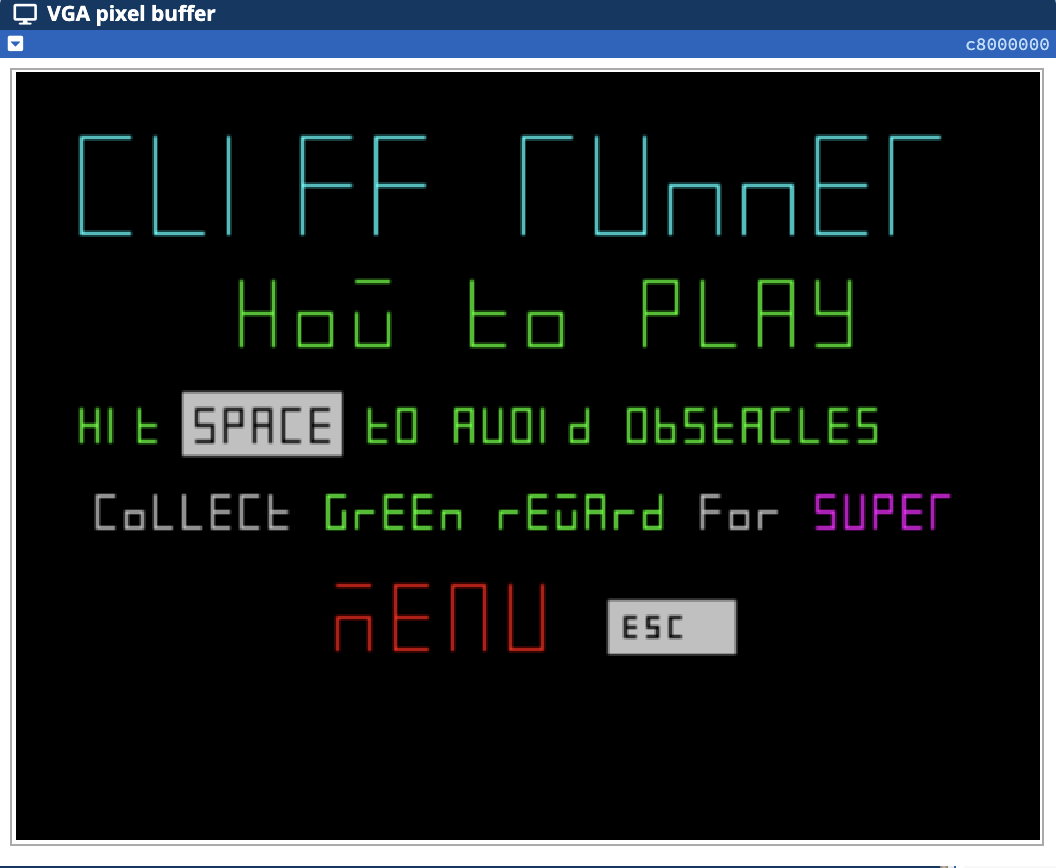 VGA pixel buffer
c8000000
CLIFF runnEr
How to PLAY
HIt SPACE tO AUOId ObStACLES
CoLLECt GrEEn rEwArd For SUPEr
mENU ESC